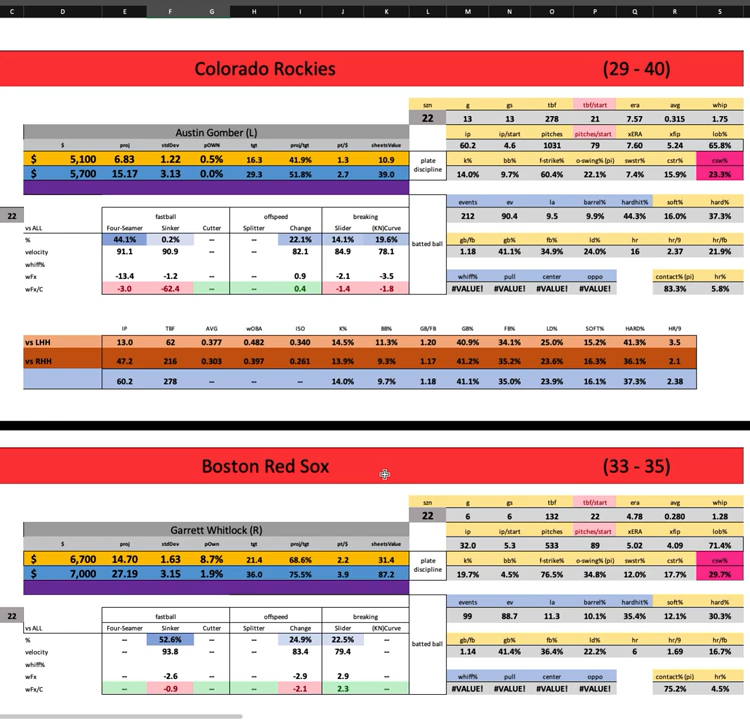 C D E F G H I J K L M N O P Q R S
Colorado Rockies (29 - 40)
szn g gs tbf tbf/start era avg whip
22 13 13 278 21 7.57 0.315 1.75
Austin Gomber (L) ip ip/start pitches pitches/start xERA xfip lob%
$ proj stdDev pOWN tgt proj/tgt pt/$ sheetsValue 60.2 4.6 1031 79 7.60 5.24 65.8%
$ 5,100 6.83 1.22 0.5% 16.3 41.9% 1.3 10.9 plate discipline k% bb% f-strike% o-swing% (pi) swstr% cstr% csw%
$ 5,700 15.17 3.13 0.0% 29.3 51.8% 2.7 39.0 14.0% 9.7% 60.4% 22.1% 7.4% 15.9% 23.3%
events ev la barrel% hardhit% soft% hard%
22 fastball offspeed breaking 212 90.4 9.5 9.9% 44.3% 16.0% 37.3%
vs ALL Four-Seamer Sinker Cutter Splitter Change Slider (KN)Curve
% 44.1% 0.2% -- -- 22.1% 14.1% 19.6% batted ball gb/fb gb% fb% ld% hr hr/9 hr/fb
velocity 91.1 90.9 -- -- 82.1 84.9 78.1 1.18 41.1% 34.9% 24.0% 16 2.37 21.9%
whiff%
wFx -13.4 -1.2 0.9 -2.1 -3.5 whiff% pull center oppo contact% (pi) hr%
wFx/C -3.0 -62.4 -- -- 0.4 -1.4 -1.8 #VALUE! #VALUE! #VALUE! #VALUE! 83.3% 5.8%
IP TBF AVG wOBA ISO K% BB% GB/FB GB% FB% LD% SOFT% HARD% HR/9
vs LHH 13.0 62 0.377 0.482 0.340 14.5% 11.3% 1.20 40.9% 34.1% 25.0% 15.2% 41.3% 3.5
vs RHH 47.2 216 0.303 0.397 0.261 13.9% 9.3% 1.17 41.2% 35.2% 23.6% 16.3% 36.1% 2.1
60.2 278 -- -- -- 14.0% 9.7% 1.18 41.1% 35.0% 23.9% 16.1% 37.3% 2.38
Boston Red Sox (33 - 35)
szn g gs tbf tbf/start era avg whip
22 6 6 132 22 4.78 0.280 1.28
Garrett Whitlock (R) ip ip/start pitches pitches/start xERA xfip lob%
$ proj stdDev pOwn tgt proj/tgt pt/$ sheetsValue 32.0 5.3 533 89 5.02 4.09 71.4%
$ 6,700 14.70 1.63 8.7% 21.4 68.6% 2.2 31.4 plate discipline k% bb% f-strike% o-swing% (pi) swstr% cstr% csw%
$ 7,000 27.19 3.15 1.9% 36.0 75.5% 3.9 87.2 19.7% 4.5% 76.5% 34.8% 12.0% 17.7% 29.7%
events ev la barrel% hardhit% soft% hard%
22 fastball offspeed breaking 99 88.7 11.3 10.1% 35.4% 12.1% 30.3%
vs ALL Four-Seamer Sinker Cutter Splitter Change Slider (KN)Curve
% -- 52.6% -- -- 24.9% 22.5% -- batted ball gb/fb gb% fb% ld% hr hr/9 hr/fb
velocity -- 93.8 -- -- 83.4 79.4 -- 1.14 41.4% 36.4% 22.2% 6 1.69 16.7%
whiff%
wFx -2.6 -2.9 2.9 whiff% pull center oppo contact% (pi) hr%
wFx/C -- -0.9 -- -- -2.1 2.3 -- #VALUE! #VALUE! #VALUE! #VALUE! 75.2% 4.5%